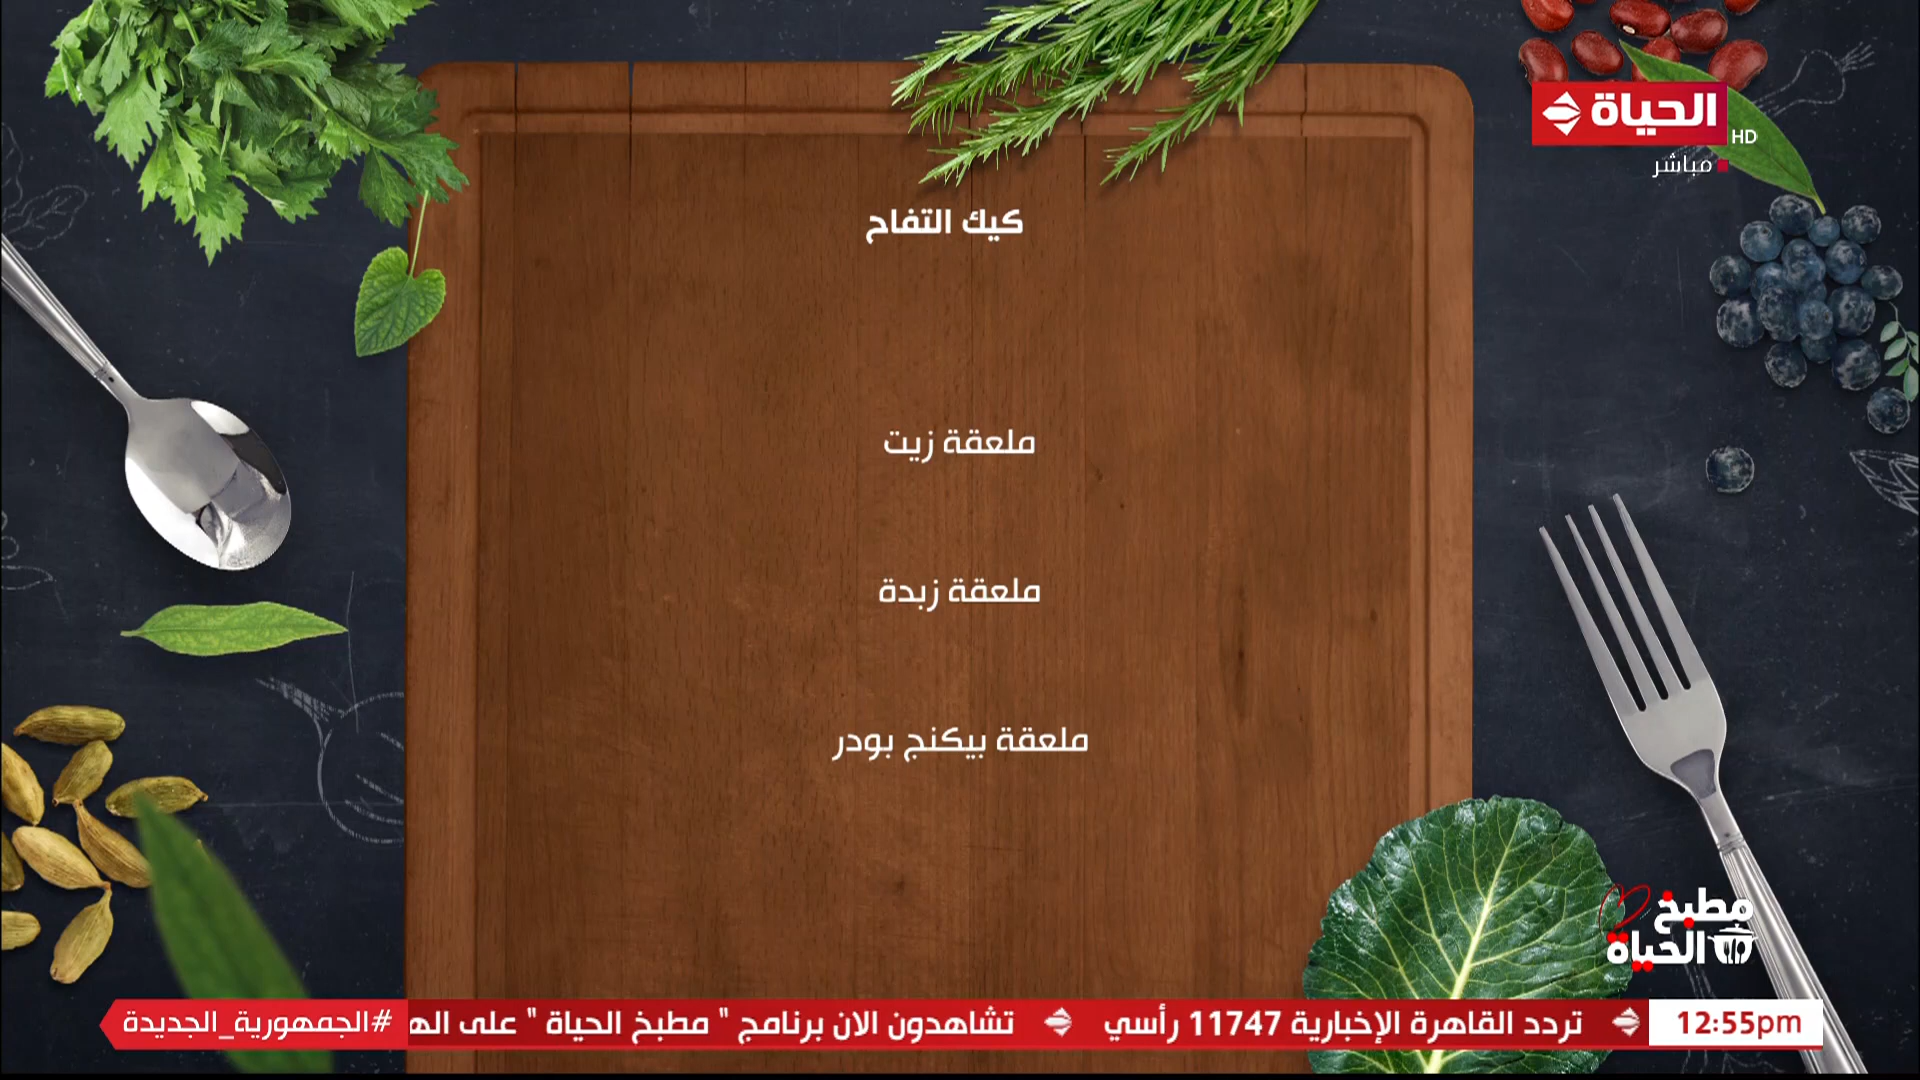 الحياة
HD
مباشر
كيك التفاح
ملعقة زيت
ملعقة زبدة
ملعقة بيكنج بودر
مطبخ
الحياة
12:55pm
تردد القاهرة الإخبارية 11747 رأسي
تشاهدون الان برنامج " مطبخ الحياة " على اله
#الجمهورية_الجديدة